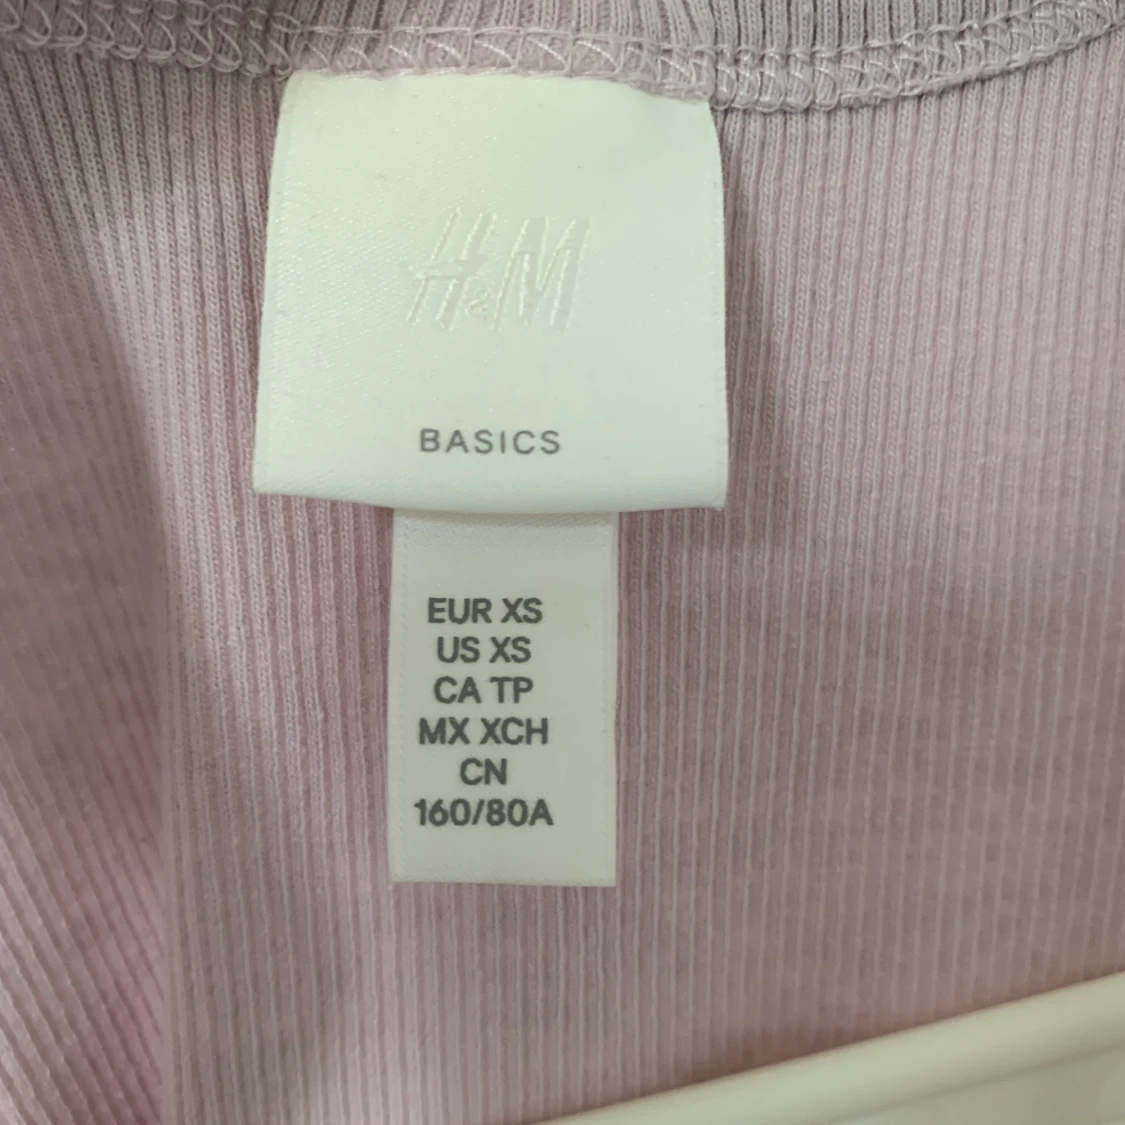 H&M
BASICS
EUR XS
US XS
CA TP
MX XCH
CN
160/80A